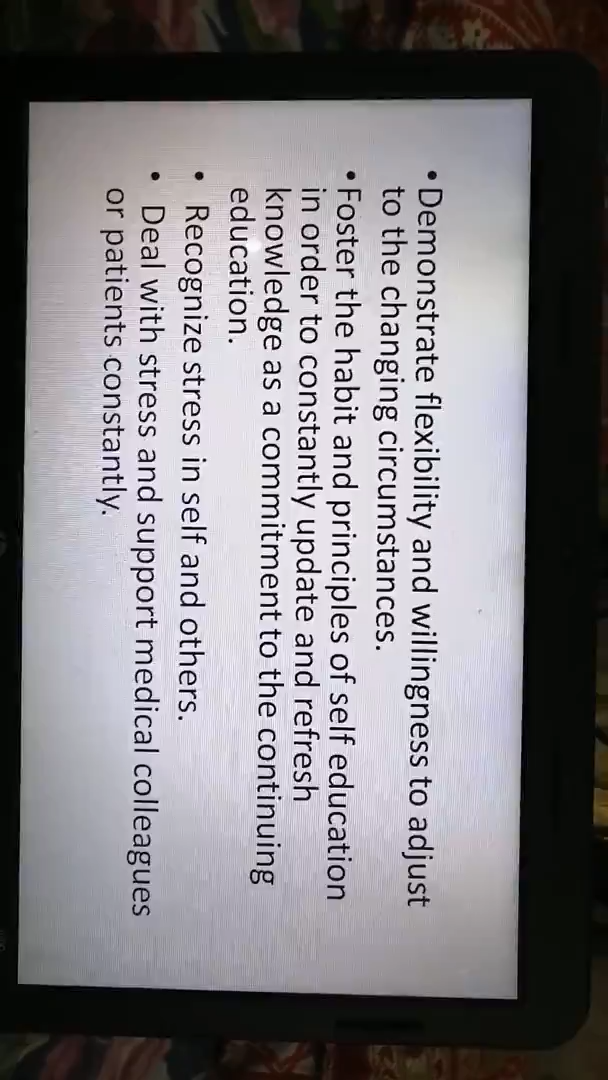 • Demonstrate flexibility and willingness to adjust
to the changing circumstances.
• Foster the habit and principles of self education
in order to constantly update and refresh
knowledge as a commitment to the continuing
education.
• Recognize stress in self and others.
• Deal with stress and support medical colleagues
or patients constantly.